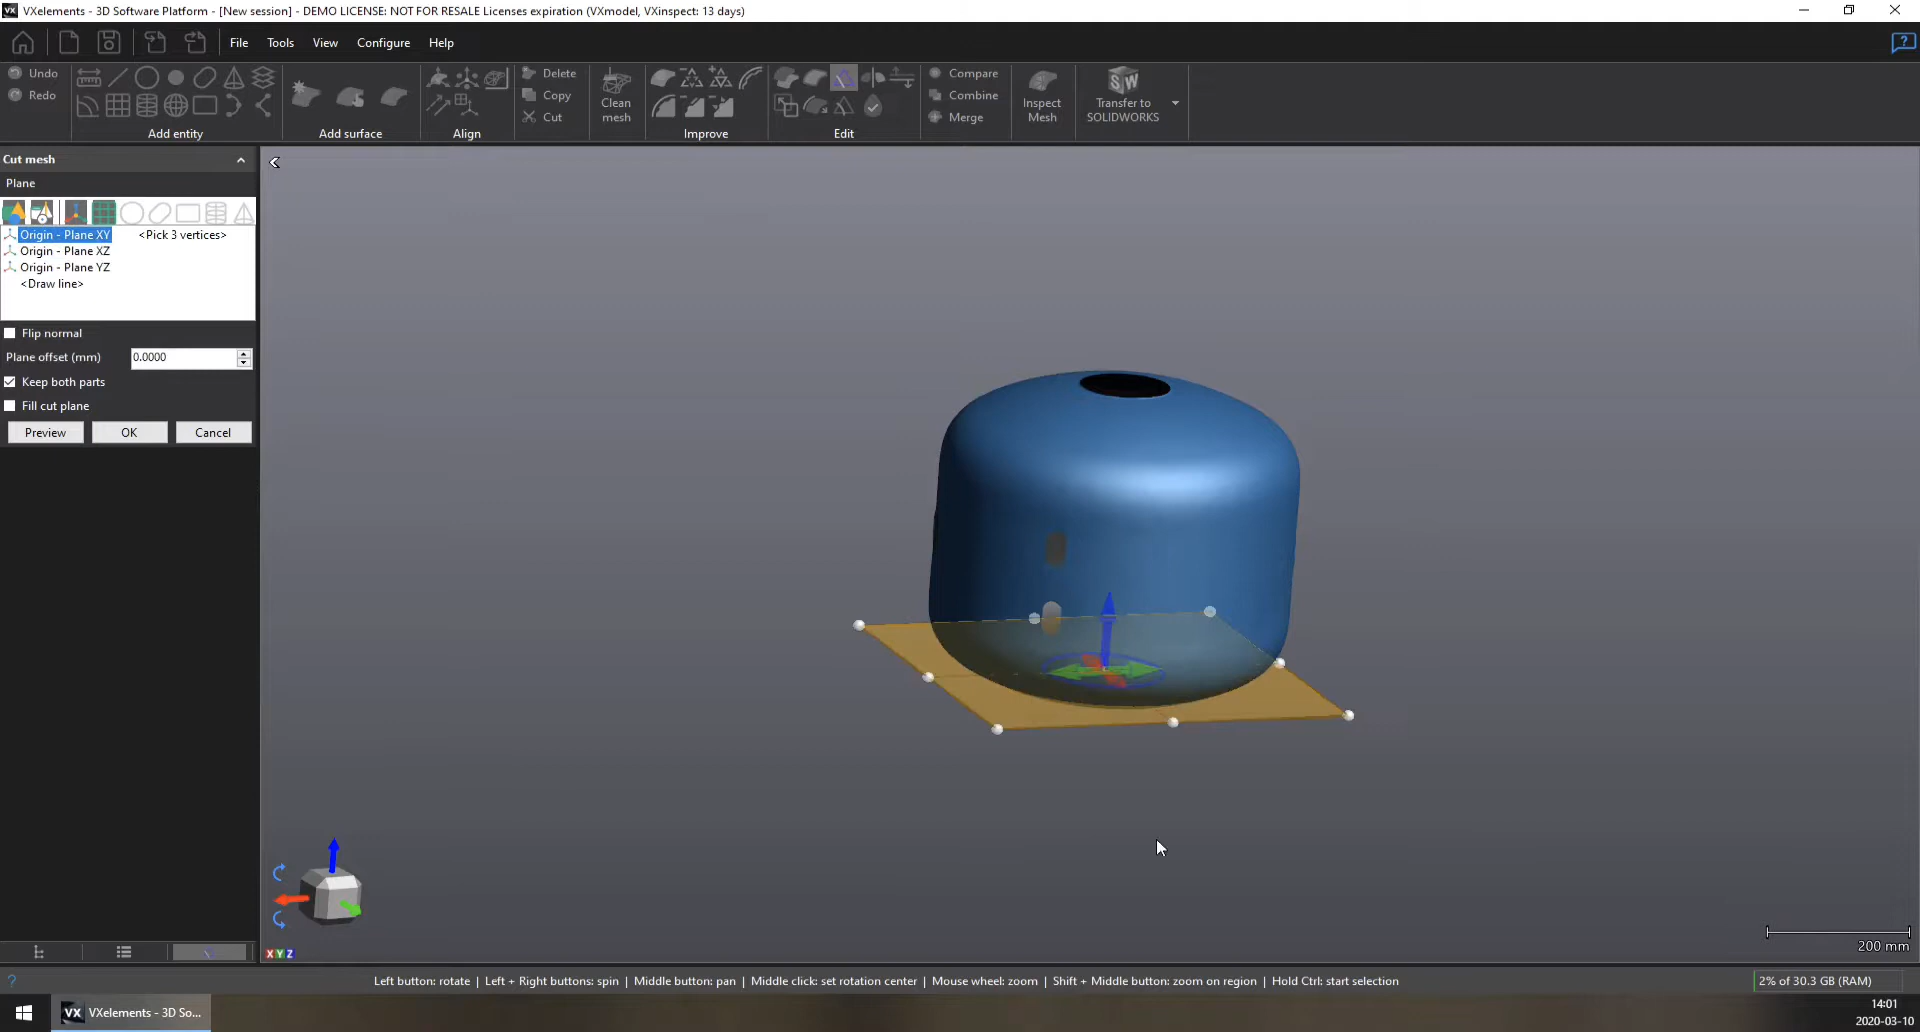 VXelements - 3D Software Platform - [New session] - DEMO LICENSE: NOT FOR RESALE Licenses expiration (VXmodel, VXinspect: 13 days)
File Tools View Configure Help
Undo
Redo
Add entity
Add surface
Align
Delete
Copy
Cut
Clean
mesh
Improve
Edit
Compare
Combine
Merge
Inspect
Mesh
SW
Transfer to
SOLIDWORKS
Cut mesh
Plane
Origin - Plane XY <Pick 3 vertices>
Origin - Plane XZ
Origin - Plane YZ
<Draw line>
Flip normal
Plane offset (mm) 0.0000
Keep both parts
Fill cut plane
Preview OK Cancel
XYZ
200 mm
Left button: rotate | Left + Right buttons: spin | Middle button: pan | Middle click: set rotation center | Mouse wheel: zoom | Shift + Middle button: zoom on region | Hold Ctrl: start selection
2% of 30.3 GB (RAM)
VX VXelements - 3D So...
14:01
2020-03-10